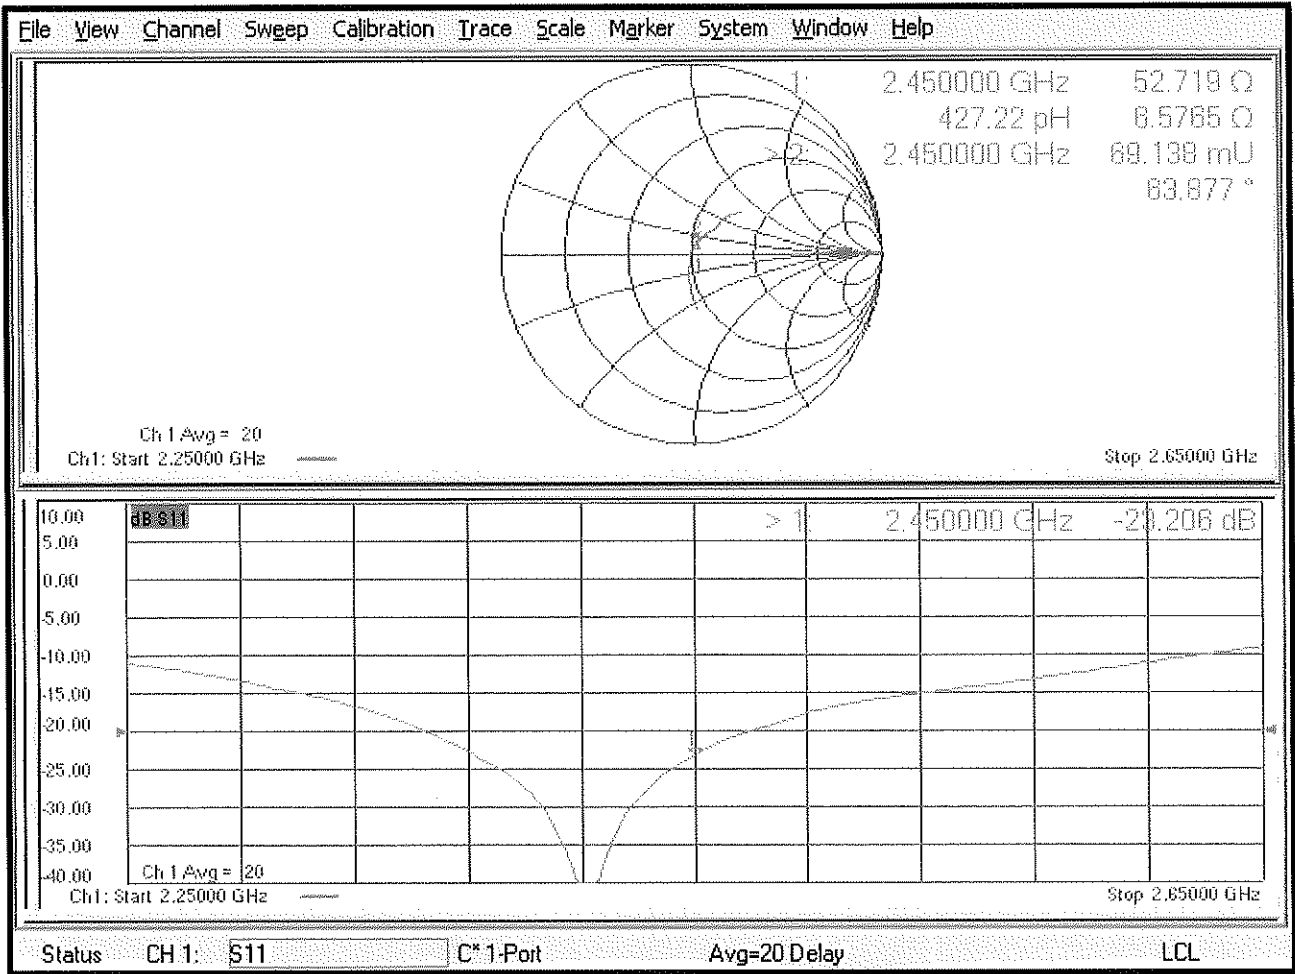 File View Channel Sweep Calibration Trace Scale Marker System Window Help
1: 2.450000 GHz 52.719 Ω
427.22 pH 6.5765 Ω
> 2: 2.450000 GHz 69.138 mU
63.877 °
Ch 1 Avg = 20
Ch1: Start 2.25000 GHz
Stop 2.65000 GHz
10.00
dB S11
> 1: 2.450000 GHz -23.206 dB
5.00
0.00
-5.00
-10.00
-15.00
-20.00
-25.00
-30.00
-35.00
-40.00
Ch 1 Avg = 20
Ch1: Start 2.25000 GHz
Stop 2.65000 GHz
Status CH 1: S11 C* 1-Port Avg=20 Delay LCL